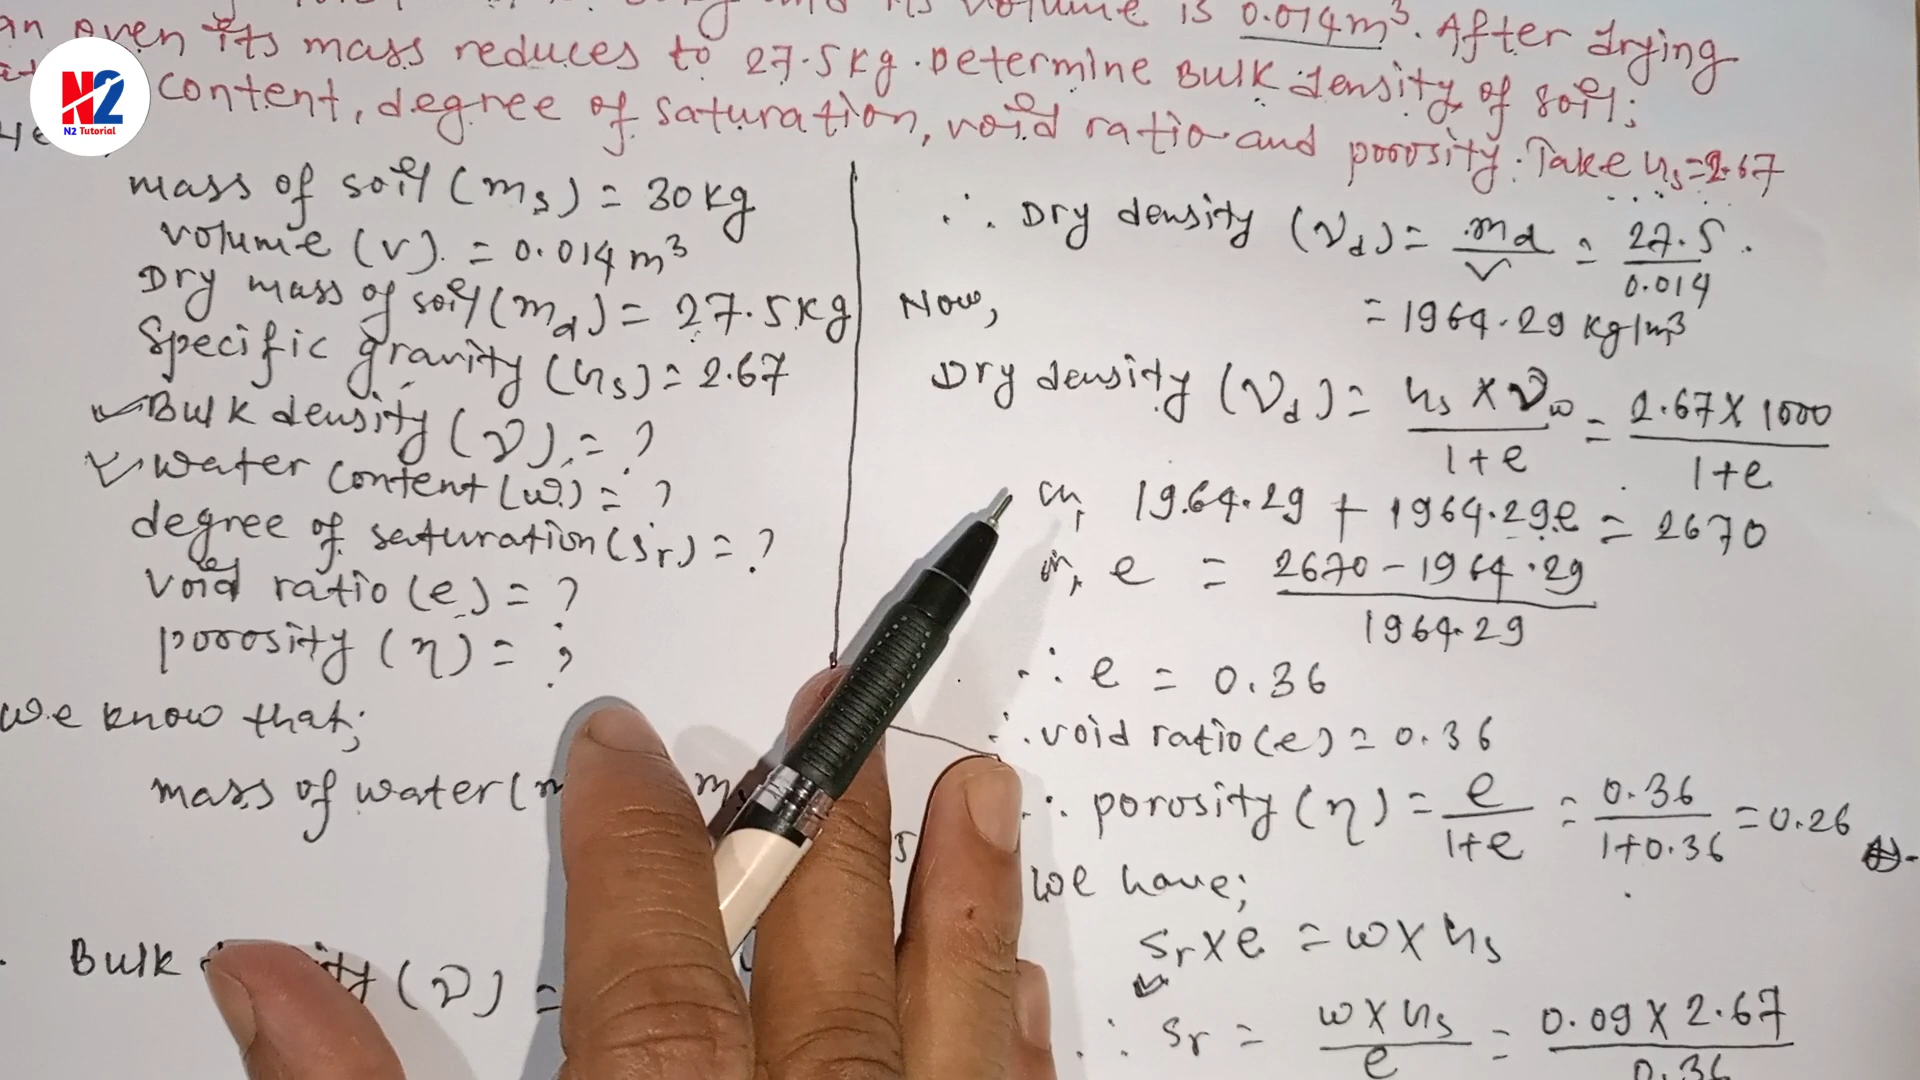 volume is 0.014m³. After drying
an oven its mass reduces to 27.5kg. Determine Bulk density of soil;
content, degree of saturation, void ratio and porosity. Take Gs=2.67
N2
N2 Tutorial
mass of soil (ms) = 30kg
volume (v) = 0.014m³
Dry mass of soil (md) = 27.5kg
Specific gravity (Gs) = 2.67
Bulk density (γ) = ?
water content (w) = ?
degree of saturation (Sr) = ?
void ratio (e) = ?
porosity (η) = ?
We know that;
mass of water (m
Bulk (γ) =
∴ Dry density (γd) = md/v = 27.5/0.014
= 1964.29 kg/m³
Now,
Dry density (γd) = Gs × γw/1+e = 2.67 × 1000/1+e
or, 1964.29 + 1964.29e = 2670
or, e = 2670 - 1964.29/1964.29
∴ e = 0.36
∴ void ratio (e) = 0.36
∴ porosity (η) = e/1+e = 0.36/1+0.36 = 0.26
We have;
Sr × e = w × Gs
∴ Sr = w × Gs/e = 0.09 × 2.67/0.36